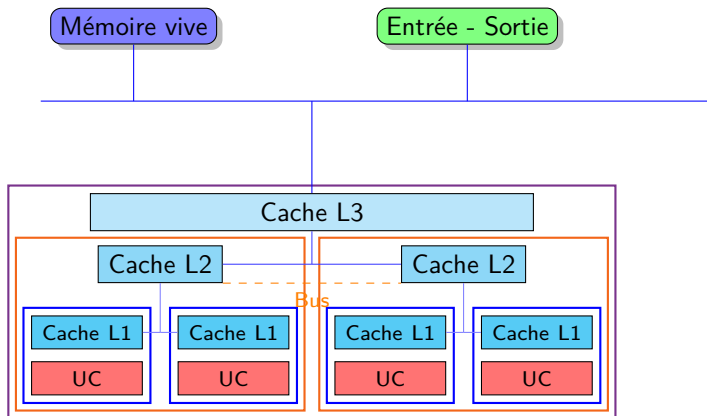 Mémoire vive
Entrée - Sortie
Cache L3
Cache L2
Cache L2
Bus
Cache L1
Cache L1
Cache L1
Cache L1
UC
UC
UC
UC